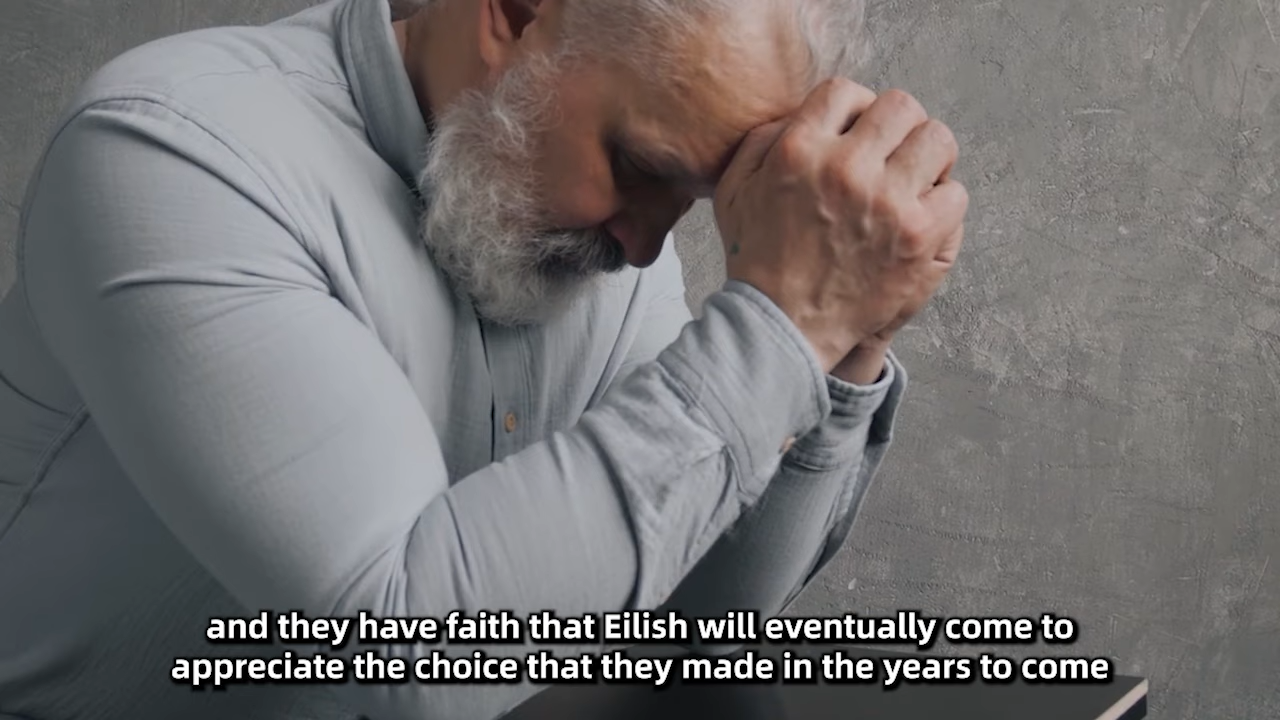 and they have faith that Eilish will eventually come to
appreciate the choice that they made in the years to come